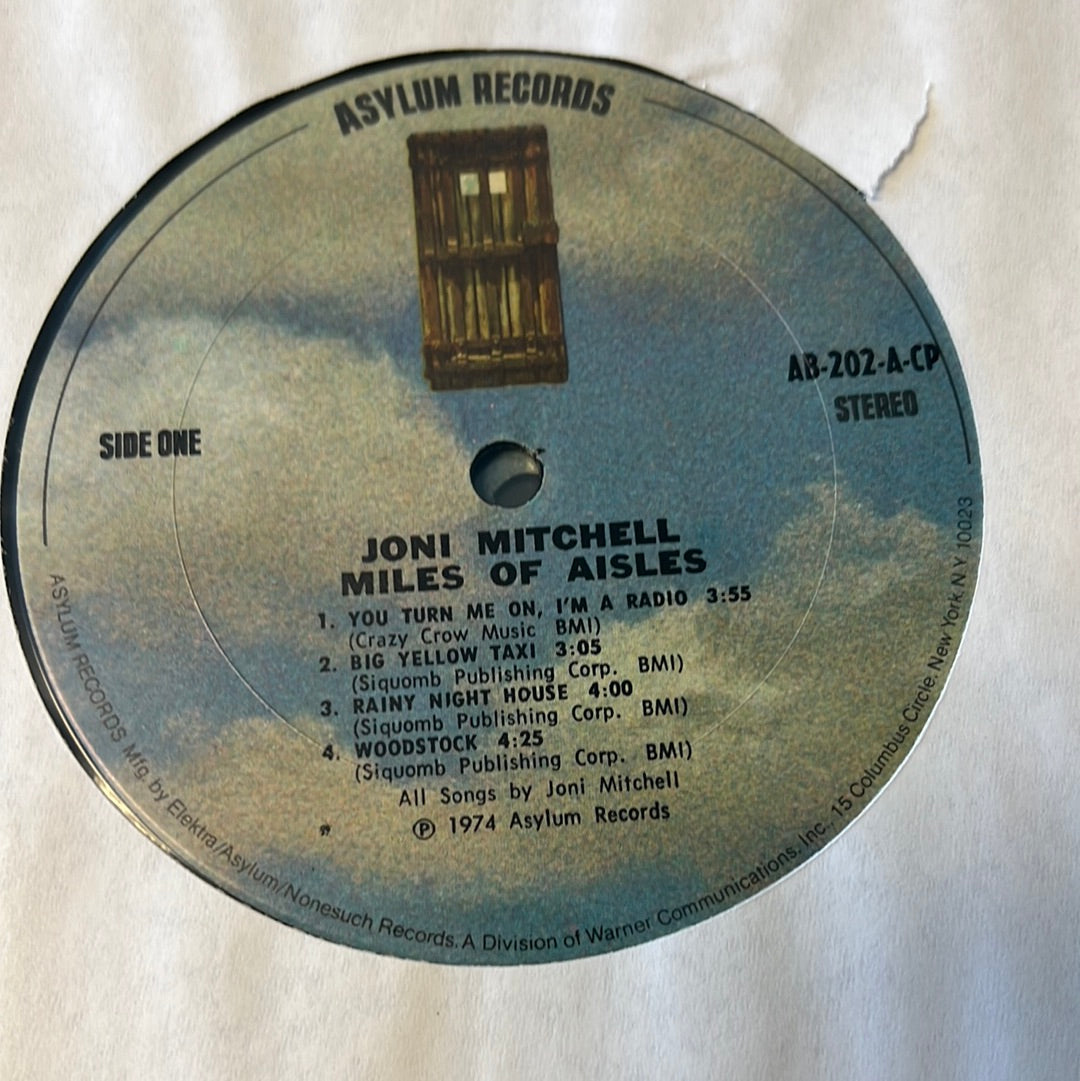 ASYLUM RECORDS
AB-202-A-CP
STEREO
SIDE ONE
JONI MITCHELL
MILES OF AISLES
1. YOU TURN ME ON, I'M A RADIO 3:55
(Crazy Crow Music BMI)
2. BIG YELLOW TAXI 3:05
(Siquomb Publishing Corp. BMI)
3. RAINY NIGHT HOUSE 4:00
(Siquomb Publishing Corp. BMI)
4. WOODSTOCK 4:25
(Siquomb Publishing Corp. BMI)
All Songs by Joni Mitchell
℗ 1974 Asylum Records
ASYLUM RECORDS Mfg. by Elektra/Asylum/Nonesuch Records. A Division of Warner Communications, Inc., 15 Columbus Circle, New York N Y 10023